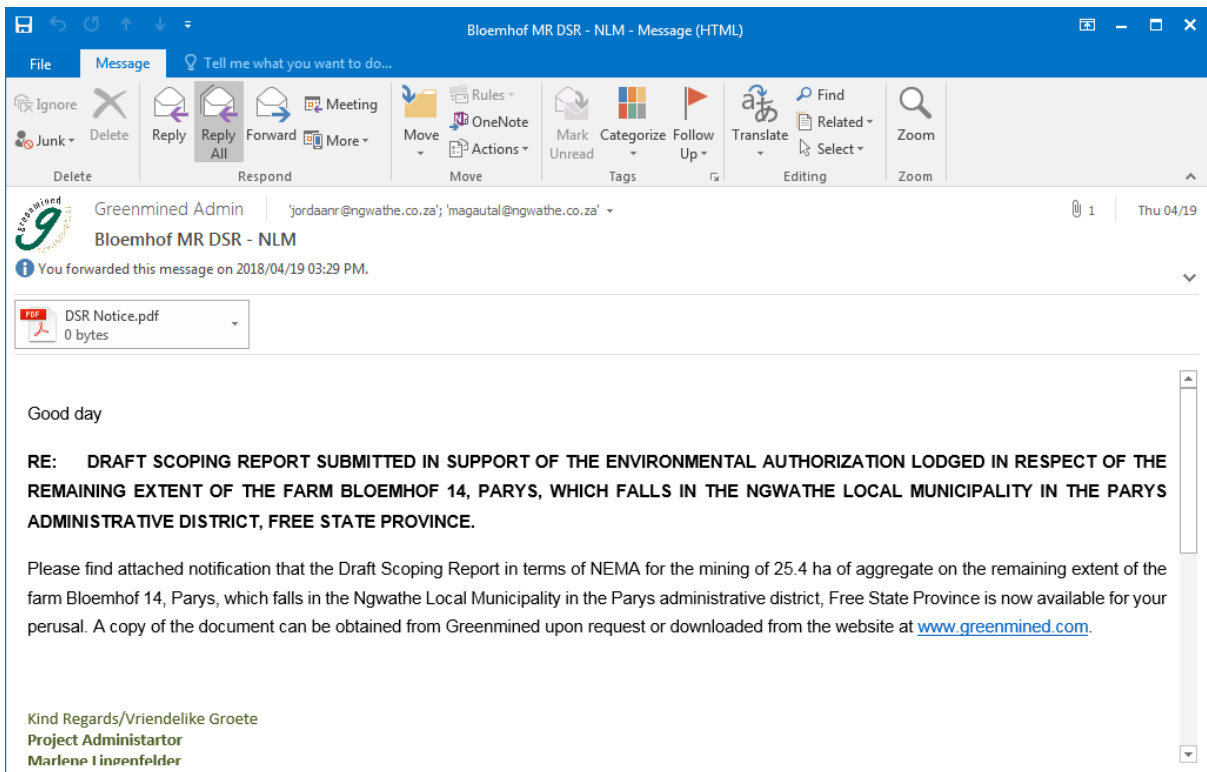 Bloemhof MR DSR - NLM - Message (HTML)
File Message Tell me what you want to do...
Ignore
Junk
Delete
Reply
Reply All
Forward
Meeting
More
Move
Rules
OneNote
Actions
Mark Unread
Categorize
Follow Up
Translate
Find
Related
Select
Zoom
Delete Respond Move Tags Editing Zoom
greenmined
Greenmined Admin 'jordaanr@ngwathe.co.za'; 'magautal@ngwathe.co.za' 1 Thu 04/19
Bloemhof MR DSR - NLM
You forwarded this message on 2018/04/19 03:29 PM.
PDF
DSR Notice.pdf
0 bytes
Good day
RE: DRAFT SCOPING REPORT SUBMITTED IN SUPPORT OF THE ENVIRONMENTAL AUTHORIZATION LODGED IN RESPECT OF THE
REMAINING EXTENT OF THE FARM BLOEMHOF 14, PARYS, WHICH FALLS IN THE NGWATHE LOCAL MUNICIPALITY IN THE PARYS
ADMINISTRATIVE DISTRICT, FREE STATE PROVINCE.
Please find attached notification that the Draft Scoping Report in terms of NEMA for the mining of 25.4 ha of aggregate on the remaining extent of the
farm Bloemhof 14, Parys, which falls in the Ngwathe Local Municipality in the Parys administrative district, Free State Province is now available for your
perusal. A copy of the document can be obtained from Greenmined upon request or downloaded from the website at www.greenmined.com.
Kind Regards/Vriendelike Groete
Project Administartor
Marlene Lingenfelder